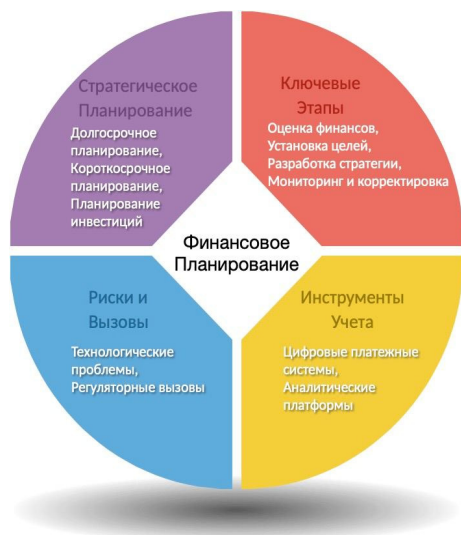 Стратегическое
Планирование
Долгосрочное
планирование,
Короткосрочное
планирование,
Планирование
инвестиций
Ключевые
Этапы
Оценка финансов,
Установка целей,
Разработка стратегии,
Мониторинг и корректировка
Финансовое
Планирование
Риски и
Вызовы
Технологические
проблемы,
Регуляторные вызовы
Инструменты
Учета
Цифровые платежные
системы,
Аналитические
платформы